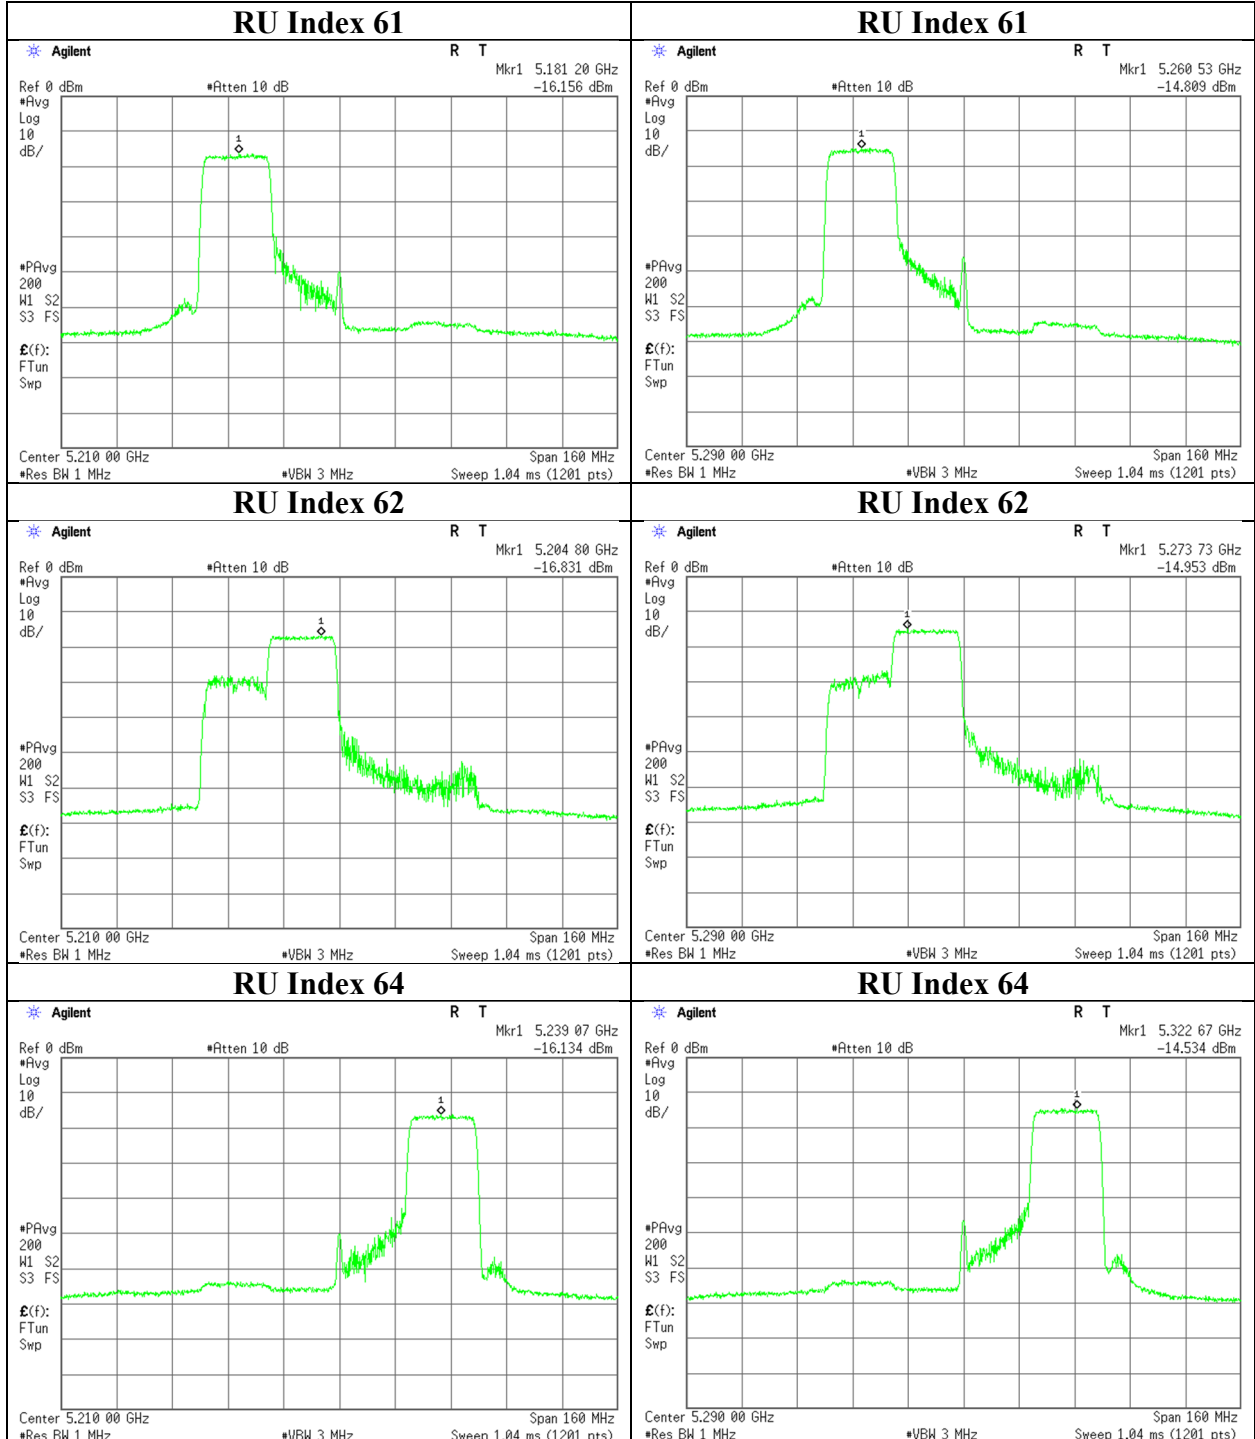 RU Index 61
RU Index 61
Agilent
R T
Mkr1 5.181 20 GHz
Ref 0 dBm
#Atten 10 dB
-16.156 dBm
#Avg
Log
10
dB/
1
#PAvg
200
W1 S2
S3 FS
£(f):
FTun
Swp
Center 5.210 00 GHz
Span 160 MHz
#Res BW 1 MHz
#VBW 3 MHz
Sweep 1.04 ms (1201 pts)
Agilent
R T
Mkr1 5.260 53 GHz
Ref 0 dBm
#Atten 10 dB
-14.809 dBm
#Avg
Log
10
dB/
1
#PAvg
200
W1 S2
S3 FS
£(f):
FTun
Swp
Center 5.290 00 GHz
Span 160 MHz
#Res BW 1 MHz
#VBW 3 MHz
Sweep 1.04 ms (1201 pts)
RU Index 62
RU Index 62
Agilent
R T
Mkr1 5.204 80 GHz
Ref 0 dBm
#Atten 10 dB
-16.831 dBm
#Avg
Log
10
dB/
1
#PAvg
200
W1 S2
S3 FS
£(f):
FTun
Swp
Center 5.210 00 GHz
Span 160 MHz
#Res BW 1 MHz
#VBW 3 MHz
Sweep 1.04 ms (1201 pts)
Agilent
R T
Mkr1 5.273 73 GHz
Ref 0 dBm
#Atten 10 dB
-14.953 dBm
#Avg
Log
10
dB/
1
#PAvg
200
W1 S2
S3 FS
£(f):
FTun
Swp
Center 5.290 00 GHz
Span 160 MHz
#Res BW 1 MHz
#VBW 3 MHz
Sweep 1.04 ms (1201 pts)
RU Index 64
RU Index 64
Agilent
R T
Mkr1 5.239 07 GHz
Ref 0 dBm
#Atten 10 dB
-16.134 dBm
#Avg
Log
10
dB/
1
#PAvg
200
W1 S2
S3 FS
£(f):
FTun
Swp
Center 5.210 00 GHz
Span 160 MHz
#Res BW 1 MHz
#VBW 3 MHz
Sweep 1.04 ms (1201 pts)
Agilent
R T
Mkr1 5.322 67 GHz
Ref 0 dBm
#Atten 10 dB
-14.534 dBm
#Avg
Log
10
dB/
1
#PAvg
200
W1 S2
S3 FS
£(f):
FTun
Swp
Center 5.290 00 GHz
Span 160 MHz
#Res BW 1 MHz
#VBW 3 MHz
Sweep 1.04 ms (1201 pts)